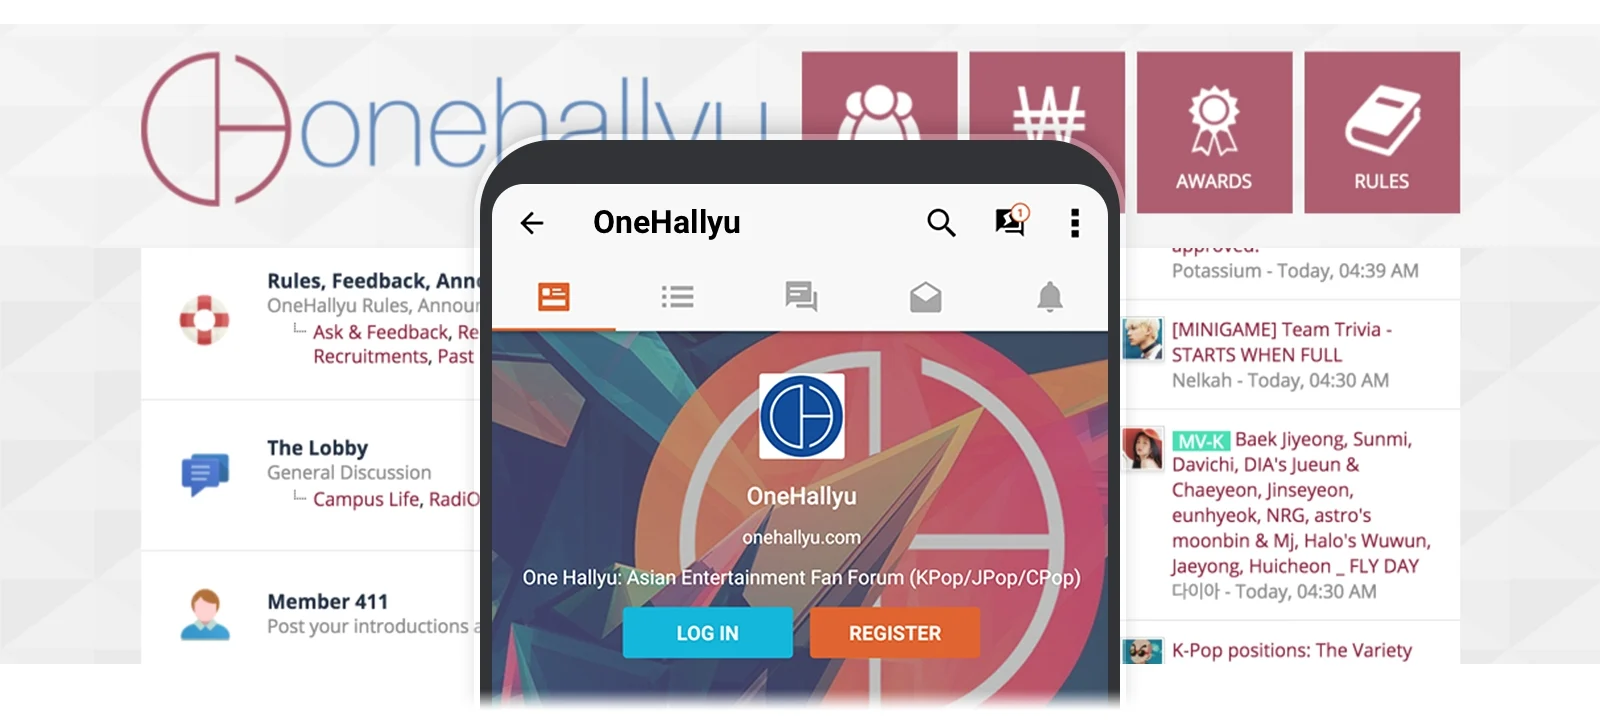 onehallyu
AWARDS
RULES
OneHallyu
1
Rules, Feedback, Ann
OneHallyu Rules, Announ
Ask & Feedback, Re
Recruitments, Past
The Lobby
General Discussion
Campus Life, RadiO
Member 411
Post your introductions a
OneHallyu
onehallyu.com
One Hallyu: Asian Entertainment Fan Forum (KPop/JPop/CPop)
LOG IN
REGISTER
approved!
Potassium - Today, 04:39 AM
[MINIGAME] Team Trivia -
STARTS WHEN FULL
Nelkah - Today, 04:30 AM
MV-K Baek Jiyeong, Sunmi,
Davichi, DIA's Jueun &
Chaeyeon, Jinseyeon,
eunhyeok, NRG, astro's
moonbin & Mj, Halo's Wuwun,
Jaeyong, Huicheon _ FLY DAY
다이아 - Today, 04:30 AM
K-Pop positions: The Variety